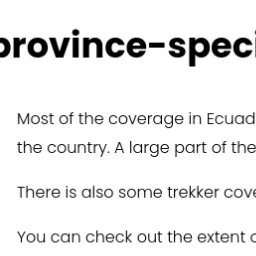 province-speci
Most of the coverage in Ecuad
the country. A large part of the
There is also some trekker cove
You can check out the extent